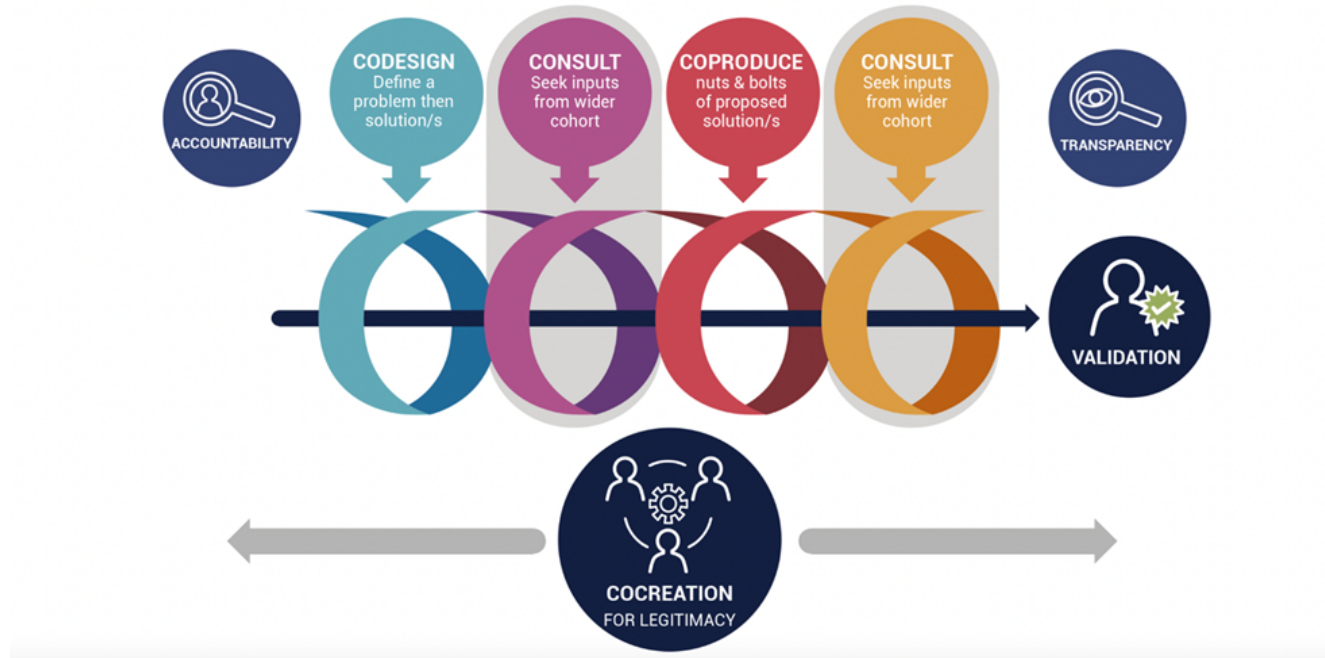 ACCOUNTABILITY
CODESIGN
Define a
problem then
solution/s
CONSULT
Seek inputs
from wider
cohort
COPRODUCE
nuts & bolts
of proposed
solution/s
CONSULT
Seek inputs
from wider
cohort
TRANSPARENCY
VALIDATION
COCREATION
FOR LEGITIMACY